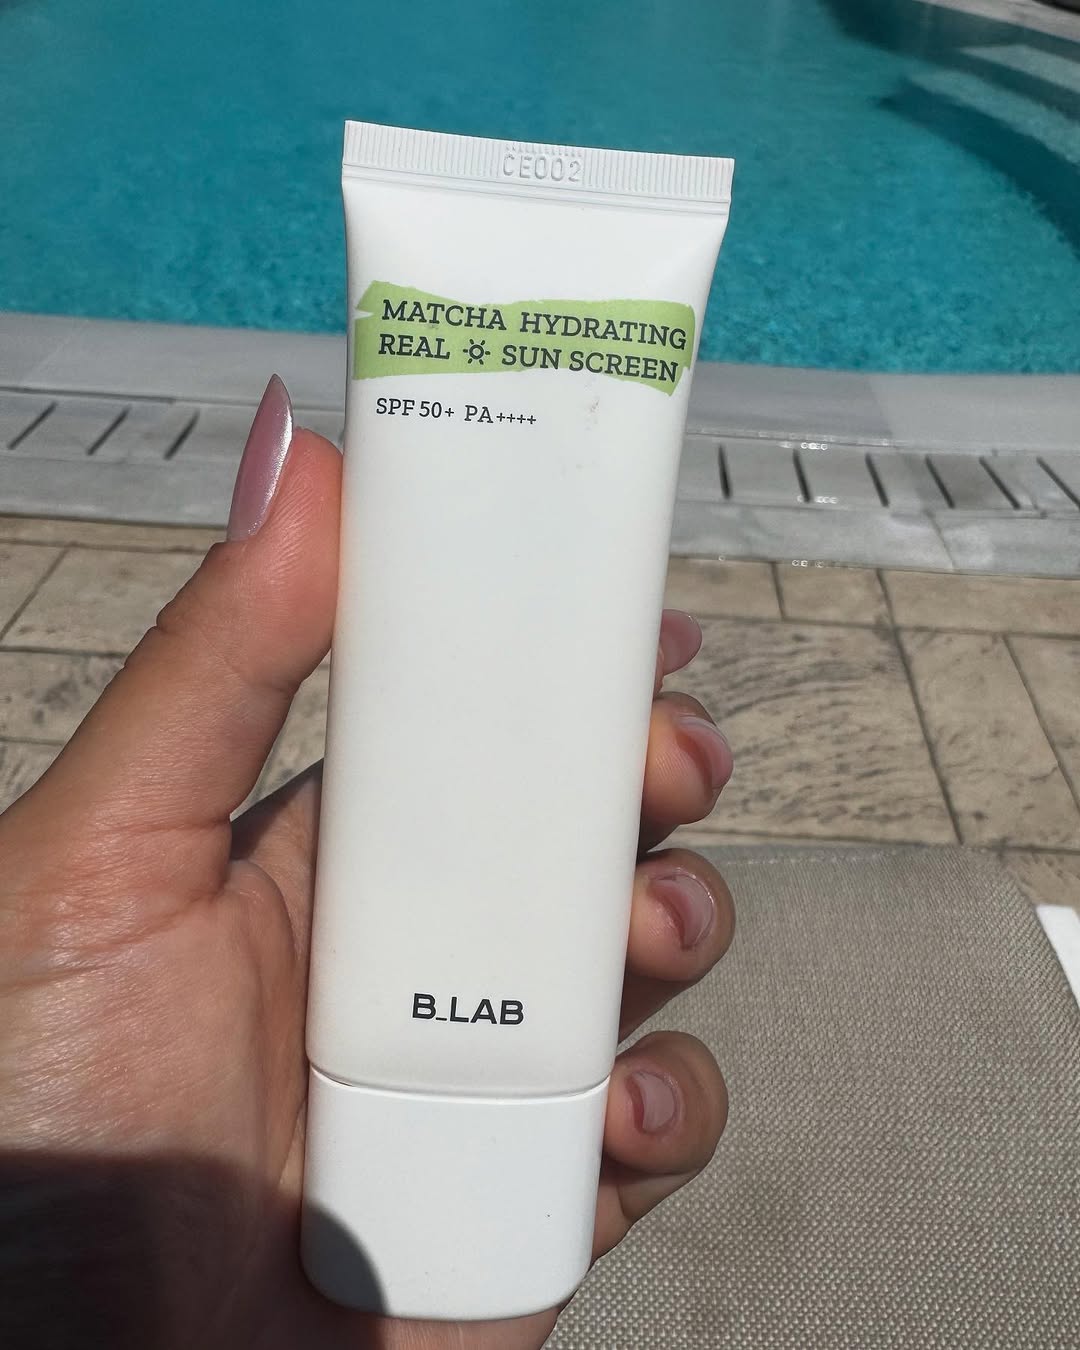 CE002
MATCHA HYDRATING
REAL SUN SCREEN
SPF 50+ PA++++
B_LAB